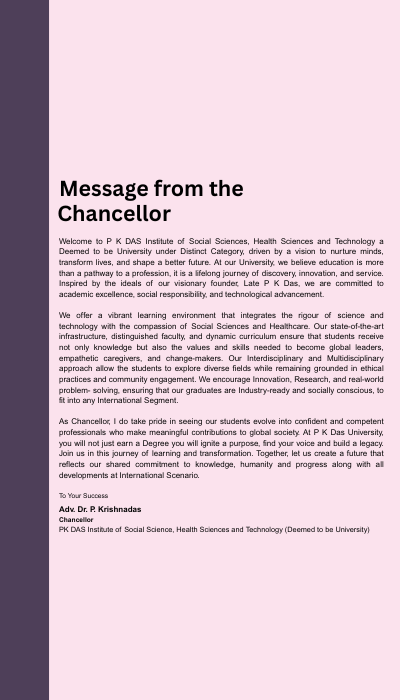 Message from the
Chancellor
Welcome to P K DAS Institute of Social Sciences, Health Sciences and Technology a
Deemed to be University under Distinct Category, driven by a vision to nurture minds,
transform lives, and shape a better future. At our University, we believe education is more
than a pathway to a profession, it is a lifelong journey of discovery, innovation, and service.
Inspired by the ideals of our visionary founder, Late P K Das, we are committed to
academic excellence, social responsibility, and technological advancement.
We offer a vibrant learning environment that integrates the rigour of science and
technology with the compassion of Social Sciences and Healthcare. Our state-of-the-art
infrastructure, distinguished faculty, and dynamic curriculum ensure that students receive
not only knowledge but also the values and skills needed to become global leaders,
empathetic caregivers, and change-makers. Our Interdisciplinary and Multidisciplinary
approach allow the students to explore diverse fields while remaining grounded in ethical
practices and community engagement. We encourage Innovation, Research, and real-world
problem- solving, ensuring that our graduates are Industry-ready and socially conscious, to
fit into any International Segment.
As Chancellor, I do take pride in seeing our students evolve into confident and competent
professionals who make meaningful contributions to global society. At P K Das University,
you will not just earn a Degree you will ignite a purpose, find your voice and build a legacy.
Join us in this journey of learning and transformation. Together, let us create a future that
reflects our shared commitment to knowledge, humanity and progress along with all
developments at International Scenario.
To Your Success
Adv. Dr. P. Krishnadas
Chancellor
PK DAS Institute of Social Science, Health Sciences and Technology (Deemed to be University)